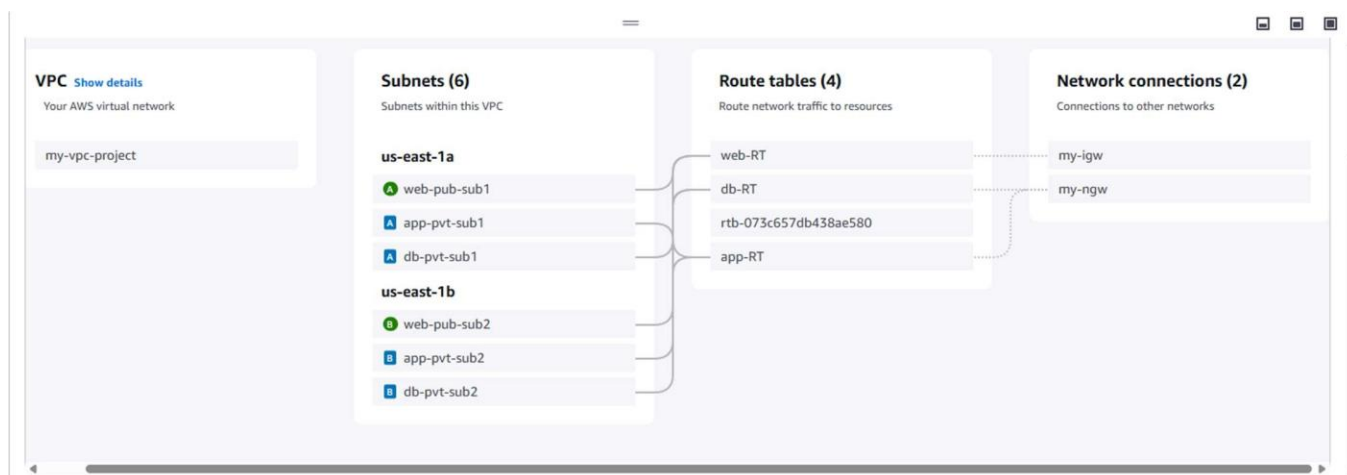 VPC Show details
Your AWS virtual network
my-vpc-project
Subnets (6)
Subnets within this VPC
us-east-1a
A web-pub-sub1
A app-pvt-sub1
A db-pvt-sub1
us-east-1b
B web-pub-sub2
B app-pvt-sub2
B db-pvt-sub2
Route tables (4)
Route network traffic to resources
web-RT
db-RT
rtb-073c657db438ae580
app-RT
Network connections (2)
Connections to other networks
my-igw
my-ngw